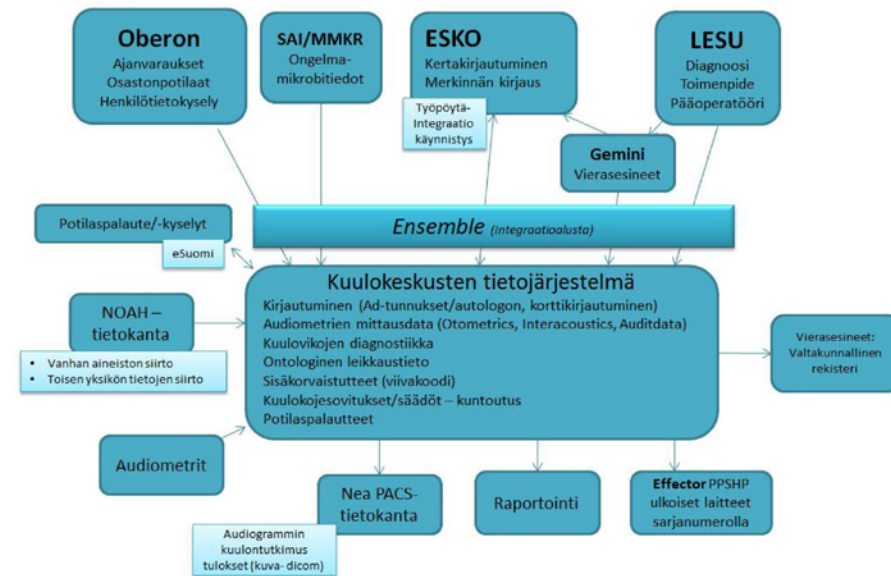 Oberon
Ajanvaraukset
Osastonpotilaat
Henkilötietokysely
SAI/MMKR
Ongelma-
mikrobitiedot
ESKO
Kertakirjautuminen
Merkinnän kirjaus
Työpöytä-
Integraatio
käynnistys
LESU
Diagnoosi
Toimenpide
Pääoperatööri
Gemini
Vierasesineet
Ensemble (Integraatioalusta)
Potilaspalaute/-kyselyt
eSuomi
Kuulokeskusten tietojärjestelmä
Kirjautuminen (Ad-tunnukset/autologon, korttikirjautuminen)
Audiometrien mittausdata (Otometrics, Interacoustics, Auditdata)
Kuulovikojen diagnostiikka
Ontologinen leikkaustieto
Sisäkorvaistutteet (viivakoodi)
Kuulokojesovitukset/säädöt – kuntoutus
Potilaspalautteet
NOAH –
tietokanta
• Vanhan aineiston siirto
• Toisen yksikön tietojen siirto
Vierasesineet:
Valtakunnallinen
rekisteri
Audiometrit
Nea PACS-
tietokanta
Audiogrammin
kuulontutkimus
tulokset (kuva- dicom)
Raportointi
Effector PPSHP
ulkoiset laitteet
sarjanumerolla